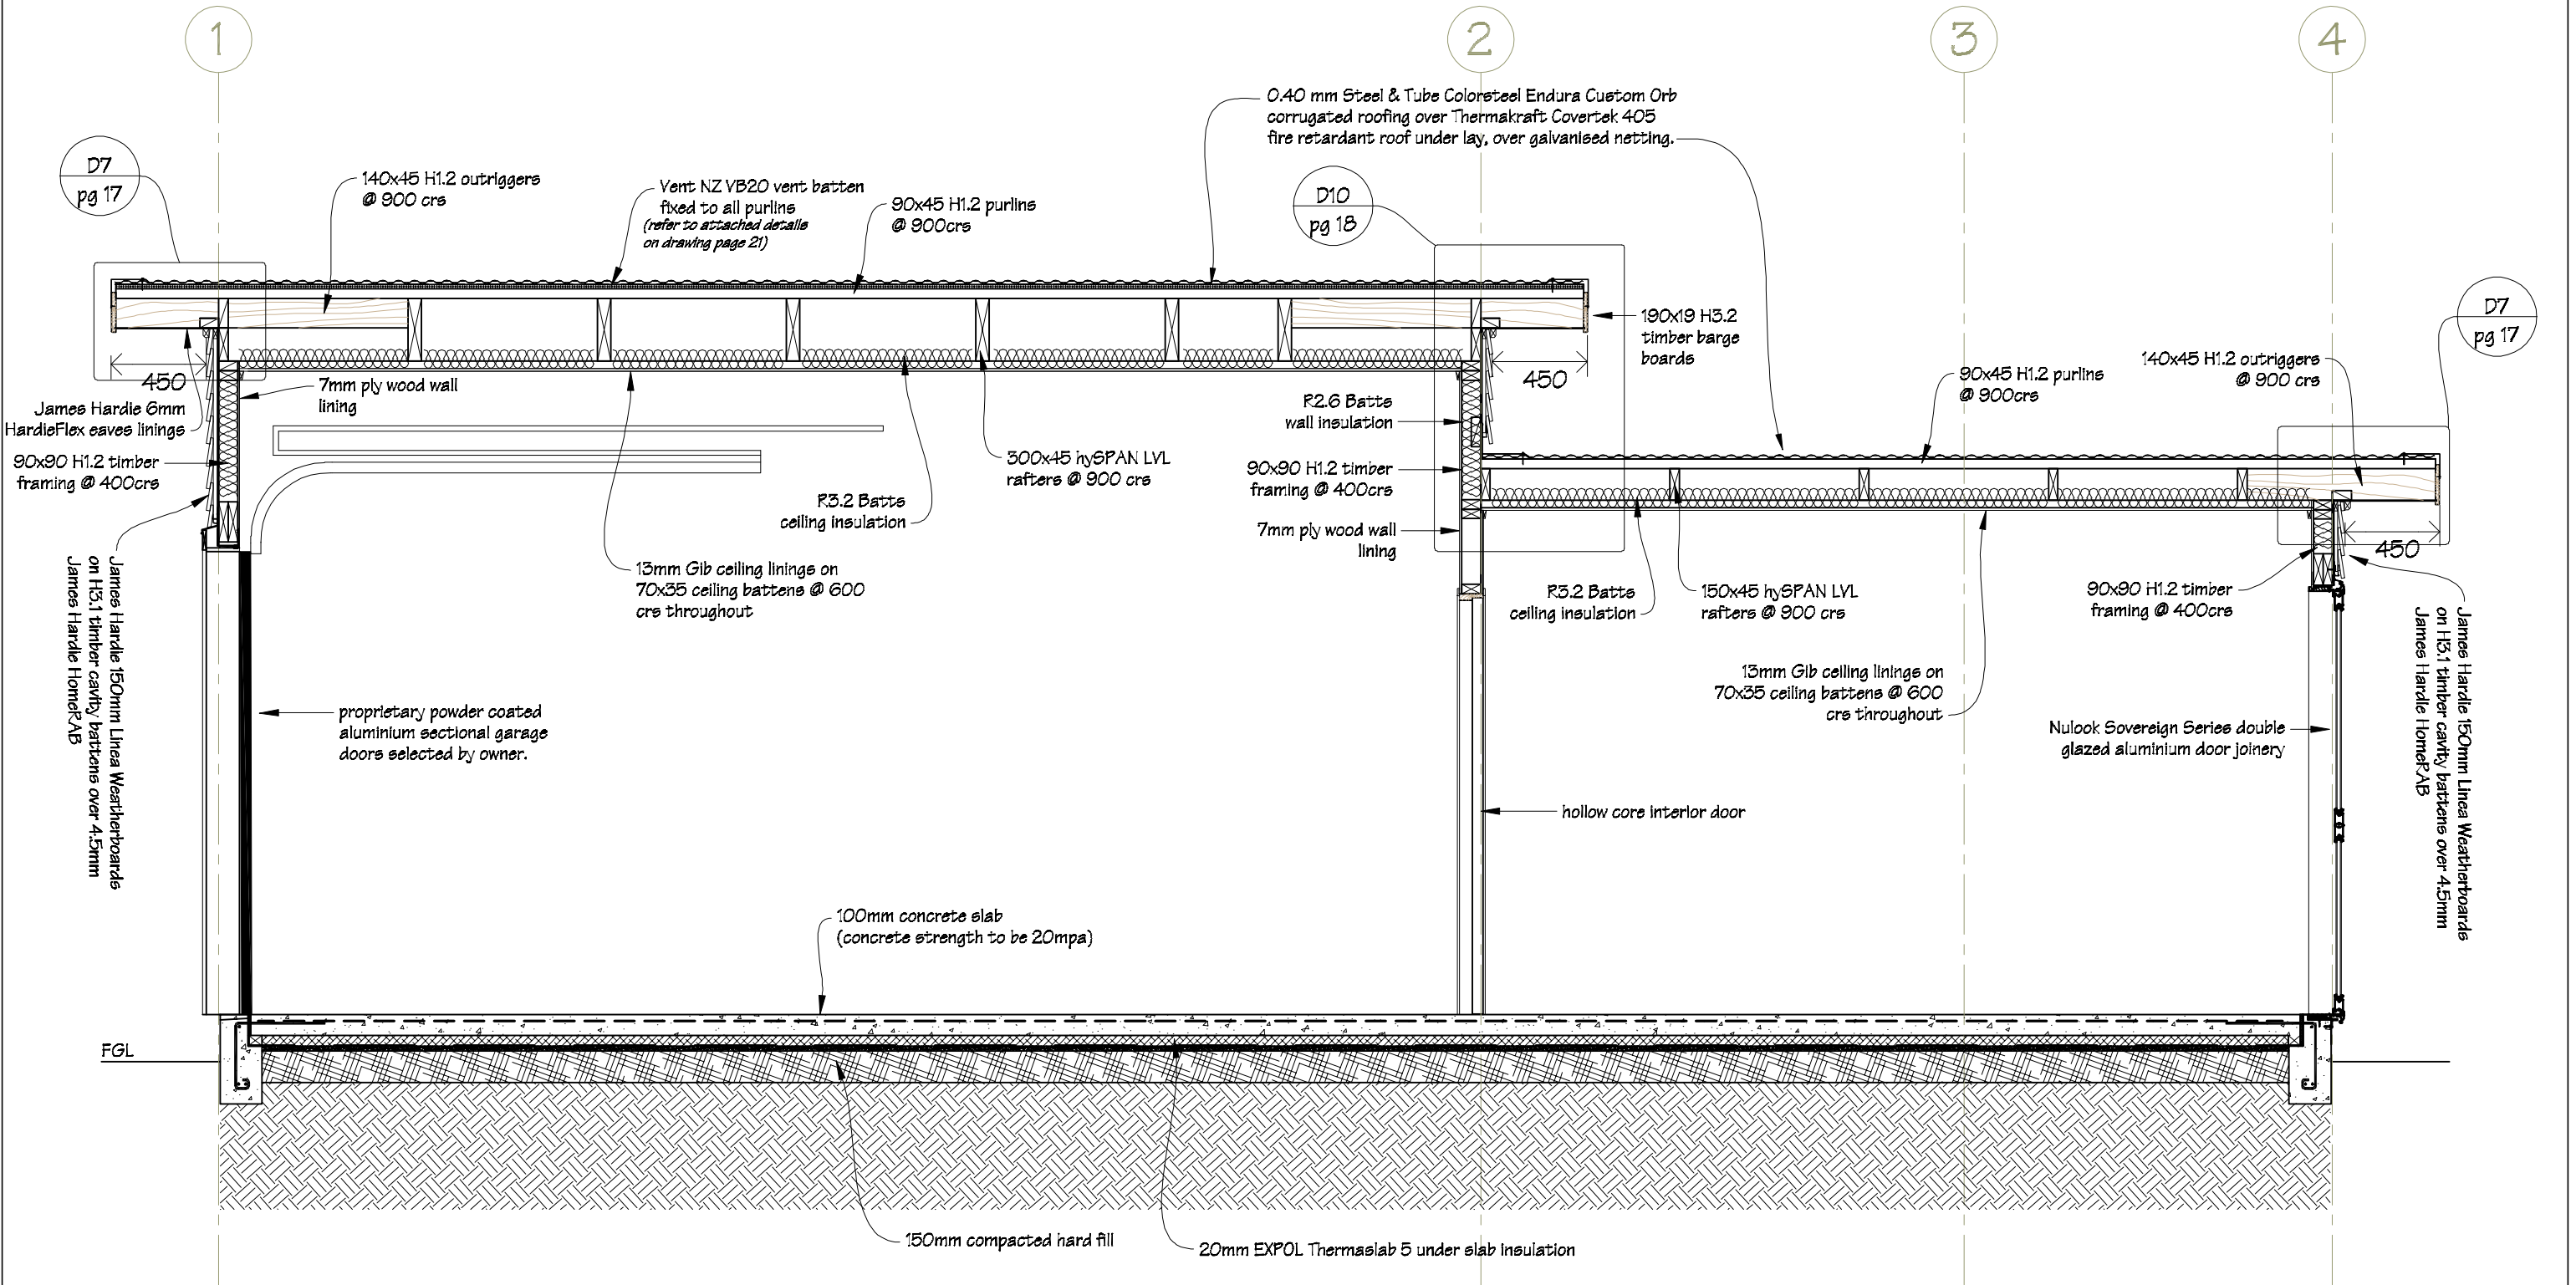 1
2
3
4
0.40 mm Steel & Tube Colorsteel Endura Custom Orb
corrugated roofing over Thermakraft Covertek 405
fire retardant roof under lay, over galvanised netting.
D7
pg 17
140x45 H1.2 outriggers
@ 900 crs
Vent NZ VB20 vent batten
fixed to all purlins
(refer to attached details
on drawing page 21)
90x45 H1.2 purlins
@ 900crs
D10
pg 18
190x19 H3.2
timber barge
boards
D7
pg 17
140x45 H1.2 outriggers
@ 900 crs
90x45 H1.2 purlins
@ 900crs
450
450
450
7mm ply wood wall
lining
James Hardie 6mm
HardieFlex eaves linings
90x90 H1.2 timber
framing @ 400crs
R2.6 Batts
wall insulation
90x90 H1.2 timber
framing @ 400crs
7mm ply wood wall
lining
300x45 hySPAN LVL
rafters @ 900 crs
R3.2 Batts
ceiling insulation
13mm Gib ceiling linings on
70x35 ceiling battens @ 600
crs throughout
R3.2 Batts
ceiling insulation
150x45 hySPAN LVL
rafters @ 900 crs
90x90 H1.2 timber
framing @ 400crs
James Hardie 150mm Linea Weatherboards
on H3.1 timber cavity battens over 4.5mm
James Hardie HomeRAB
James Hardie 150mm Linea Weatherboards
on H3.1 timber cavity battens over 4.5mm
James Hardie HomeRAB
13mm Gib ceiling linings on
70x35 ceiling battens @ 600
crs throughout
proprietary powder coated
aluminium sectional garage
doors selected by owner.
Nulook Sovereign Series double
glazed aluminium door joinery
hollow core interior door
100mm concrete slab
(concrete strength to be 20mpa)
FGL
150mm compacted hard fill
20mm EXPOL Thermaslab 5 under slab insulation